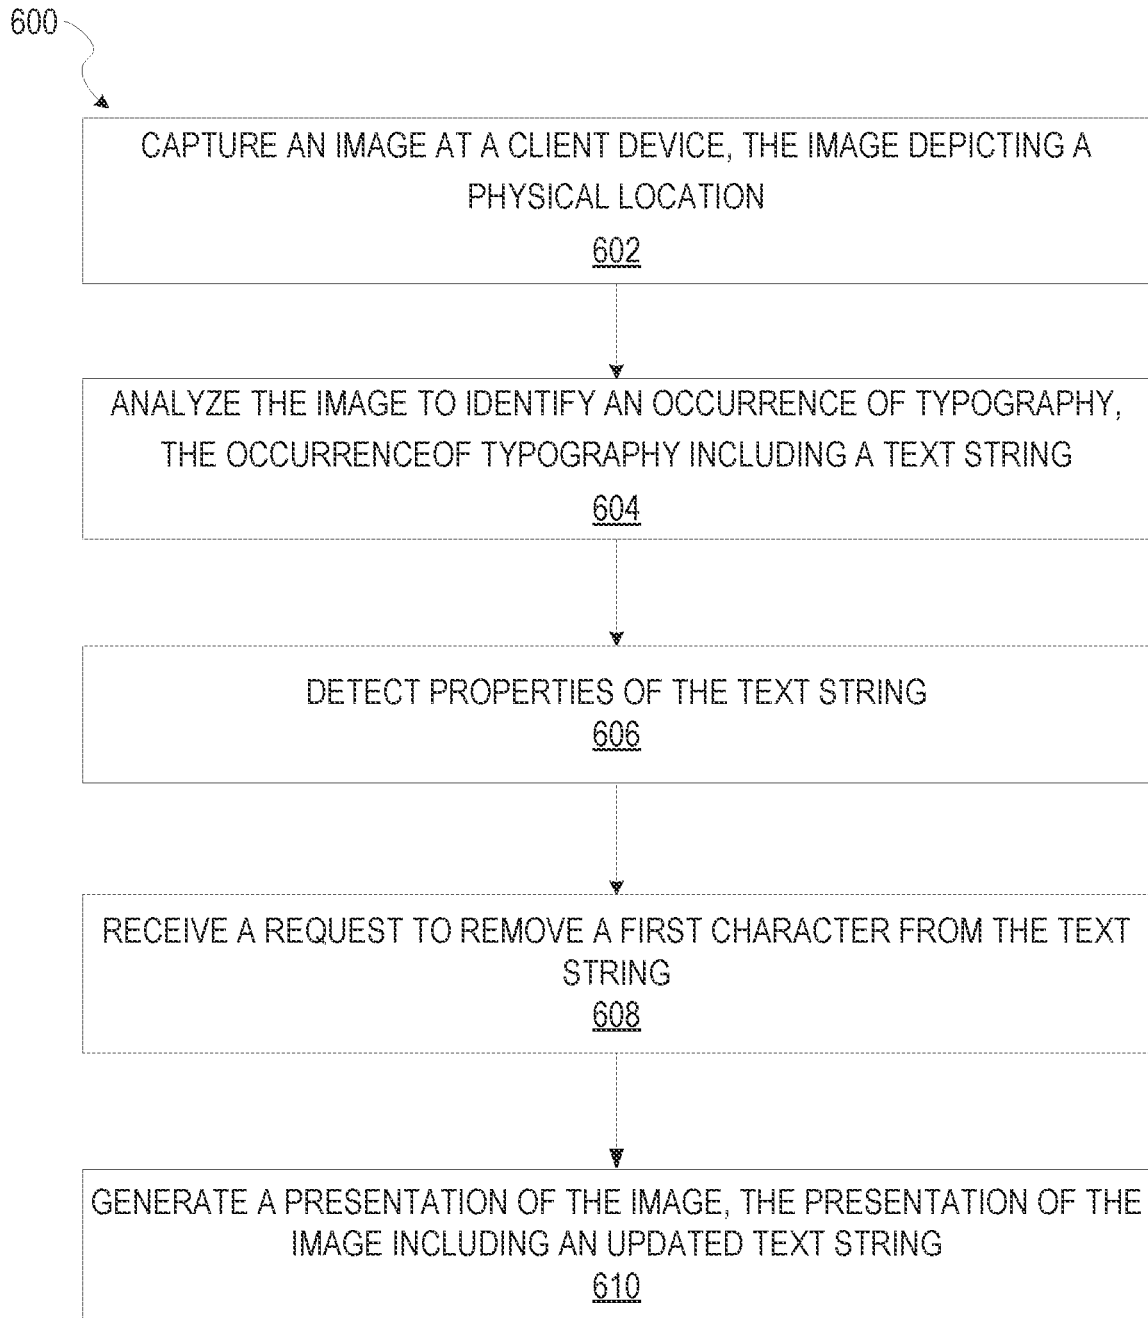 600
CAPTURE AN IMAGE AT A CLIENT DEVICE, THE IMAGE DEPICTING A
PHYSICAL LOCATION
602
ANALYZE THE IMAGE TO IDENTIFY AN OCCURRENCE OF TYPOGRAPHY,
THE OCCURRENCEOF TYPOGRAPHY INCLUDING A TEXT STRING
604
DETECT PROPERTIES OF THE TEXT STRING
606
RECEIVE A REQUEST TO REMOVE A FIRST CHARACTER FROM THE TEXT
STRING
608
GENERATE A PRESENTATION OF THE IMAGE, THE PRESENTATION OF THE
IMAGE INCLUDING AN UPDATED TEXT STRING
610